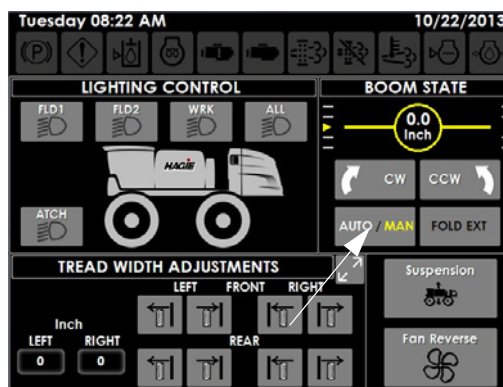 Tuesday 08:22 AM 10/22/2013
(P)
LIGHTING CONTROL
FLD1 FLD2 WRK ALL
HAGIE
ATCH
BOOM STATE
0.0
Inch
CW CCW
AUTO / MAN FOLD EXT
TREAD WIDTH ADJUSTMENTS
LEFT FRONT RIGHT
Inch
LEFT RIGHT
0 0
REAR
Suspension
Fan Reverse